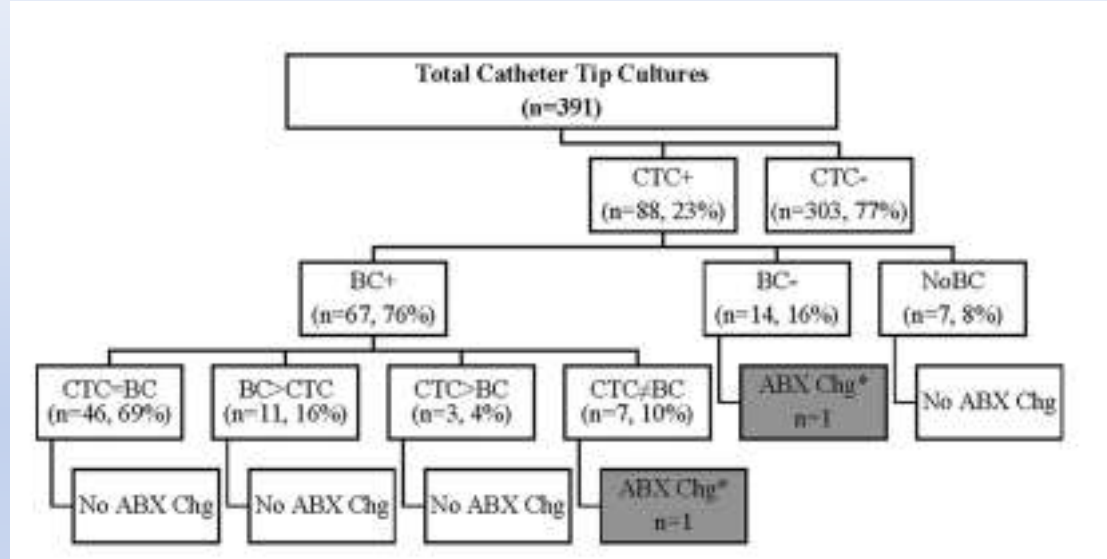 Total Catheter Tip Cultures
(n=391)
CTC+
(n=88, 23%)
CTC-
(n=303, 77%)
BC+
(n=67, 76%)
BC-
(n=14, 16%)
NoBC
(n=7, 8%)
CTC=BC
(n=46, 69%)
BC>CTC
(n=11, 16%)
CTC>BC
(n=3, 4%)
CTC≠BC
(n=7, 10%)
ABX Chg*
n=1
No ABX Chg
No ABX Chg
No ABX Chg
No ABX Chg
ABX Chg*
n=1